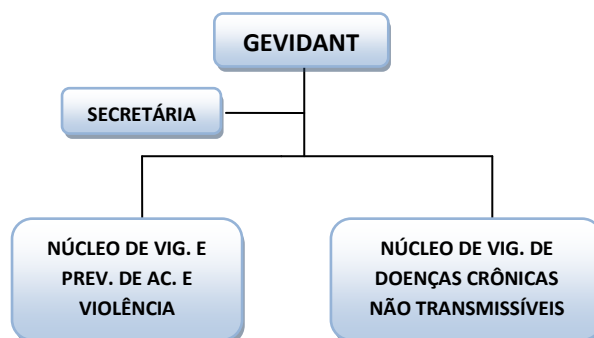 GEVIDANT
SECRETÁRIA
NÚCLEO DE VIG. E
PREV. DE AC. E
VIOLÊNCIA
NÚCLEO DE VIG. DE
DOENÇAS CRÔNICAS
NÃO TRANSMISSÍVEIS